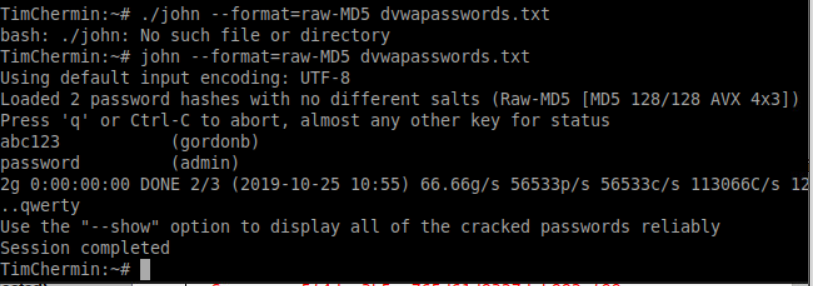 TimChermin:~# ./john --format=raw-MD5 dvwapasswords.txt
bash: ./john: No such file or directory
TimChermin:~# john --format=raw-MD5 dvwapasswords.txt
Using default input encoding: UTF-8
Loaded 2 password hashes with no different salts (Raw-MD5 [MD5 128/128 AVX 4x3])
Press 'q' or Ctrl-C to abort, almost any other key for status
abc123           (gordonb)
password         (admin)
2g 0:00:00:00 DONE 2/3 (2019-10-25 10:55) 66.66g/s 56533p/s 56533c/s 113066C/s 12
..qwerty
Use the "--show" option to display all of the cracked passwords reliably
Session completed
TimChermin:~#